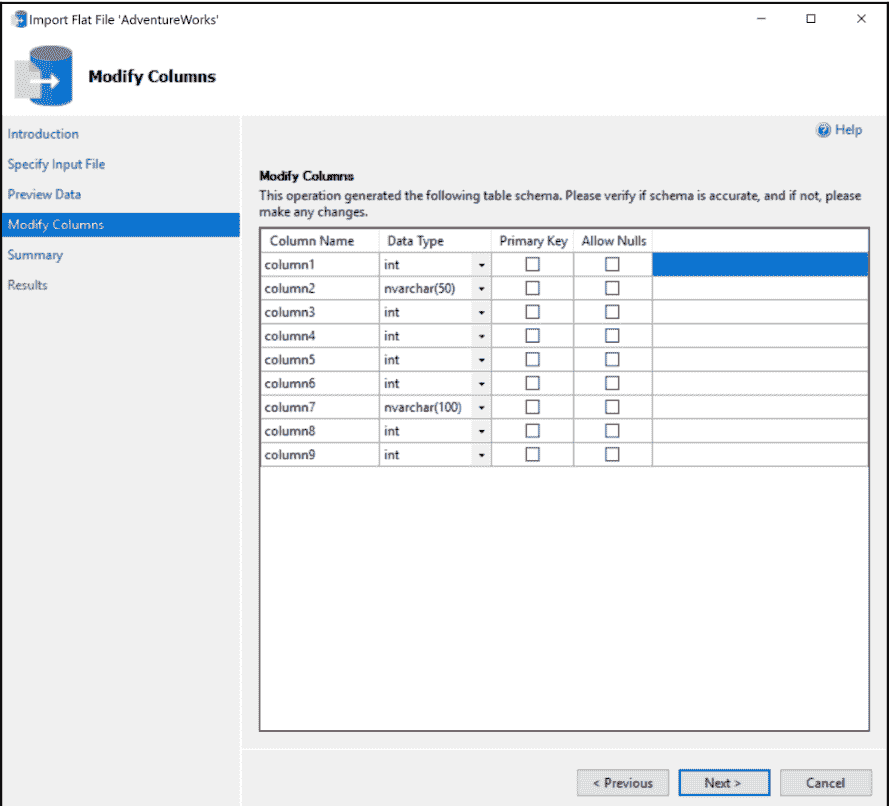 Import Flat File 'AdventureWorks'
Modify Columns
Introduction
Specify Input File
Preview Data
Modify Columns
Summary
Results
Help
Modify Columns
This operation generated the following table schema. Please verify if schema is accurate, and if not, please
make any changes.
Column Name Data Type Primary Key Allow Nulls
column1 int
column2 nvarchar(50)
column3 int
column4 int
column5 int
column6 int
column7 nvarchar(100)
column8 int
column9 int
< Previous Next > Cancel